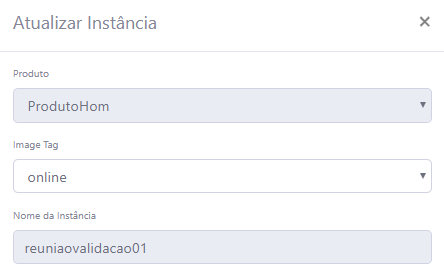 Atualizar Instância
Produto
ProdutoHom
Image Tag
online
Nome da Instância
reuniaovalidacao01